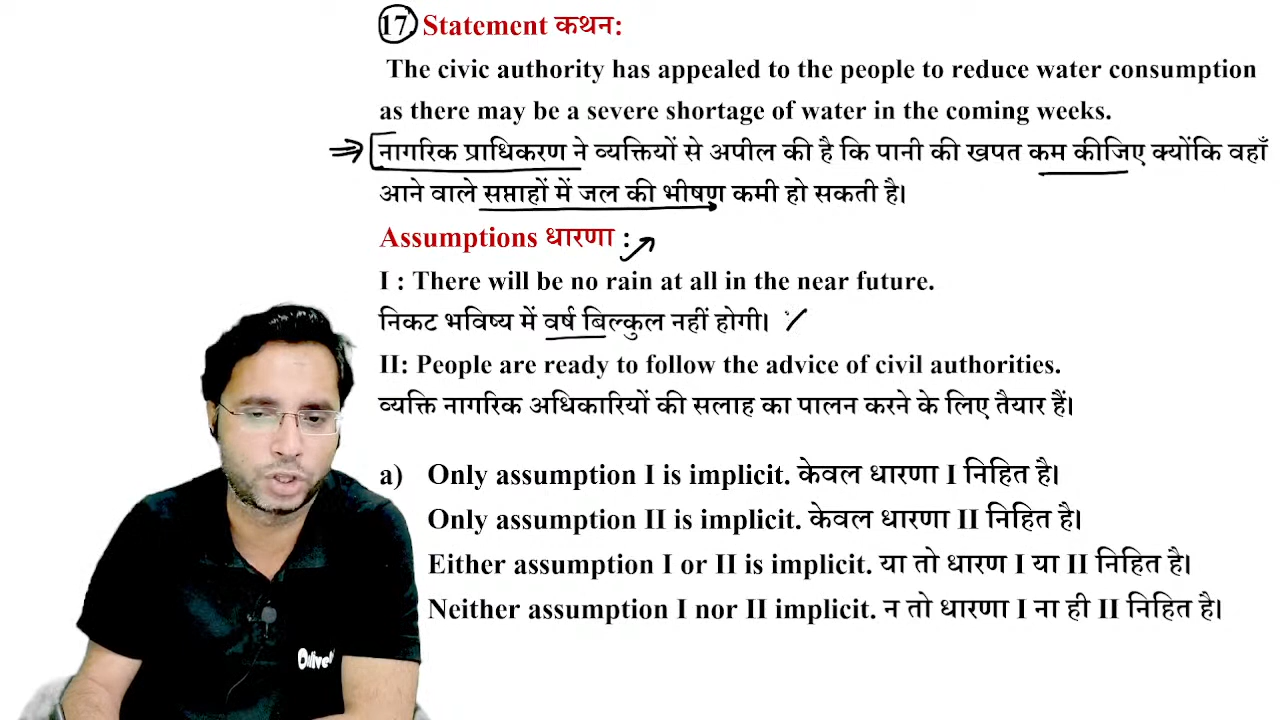 17 Statement कथन:
The civic authority has appealed to the people to reduce water consumption
as there may be a severe shortage of water in the coming weeks.
नागरिक प्राधिकरण ने व्यक्तियों से अपील की है कि पानी की खपत कम कीजिए क्योंकि वहाँ
आने वाले सप्ताहों में जल की भीषण कमी हो सकती है।
Assumptions धारणा :
I : There will be no rain at all in the near future.
निकट भविष्य में वर्ष बिल्कुल नहीं होगी।
II: People are ready to follow the advice of civil authorities.
व्यक्ति नागरिक अधिकारियों की सलाह का पालन करने के लिए तैयार हैं।
a) Only assumption I is implicit. केवल धारणा I निहित है।
Only assumption II is implicit. केवल धारणा II निहित है।
Either assumption I or II is implicit. या तो धारण I या II निहित है।
Neither assumption I nor II implicit. न तो धारणा I ना ही II निहित है।